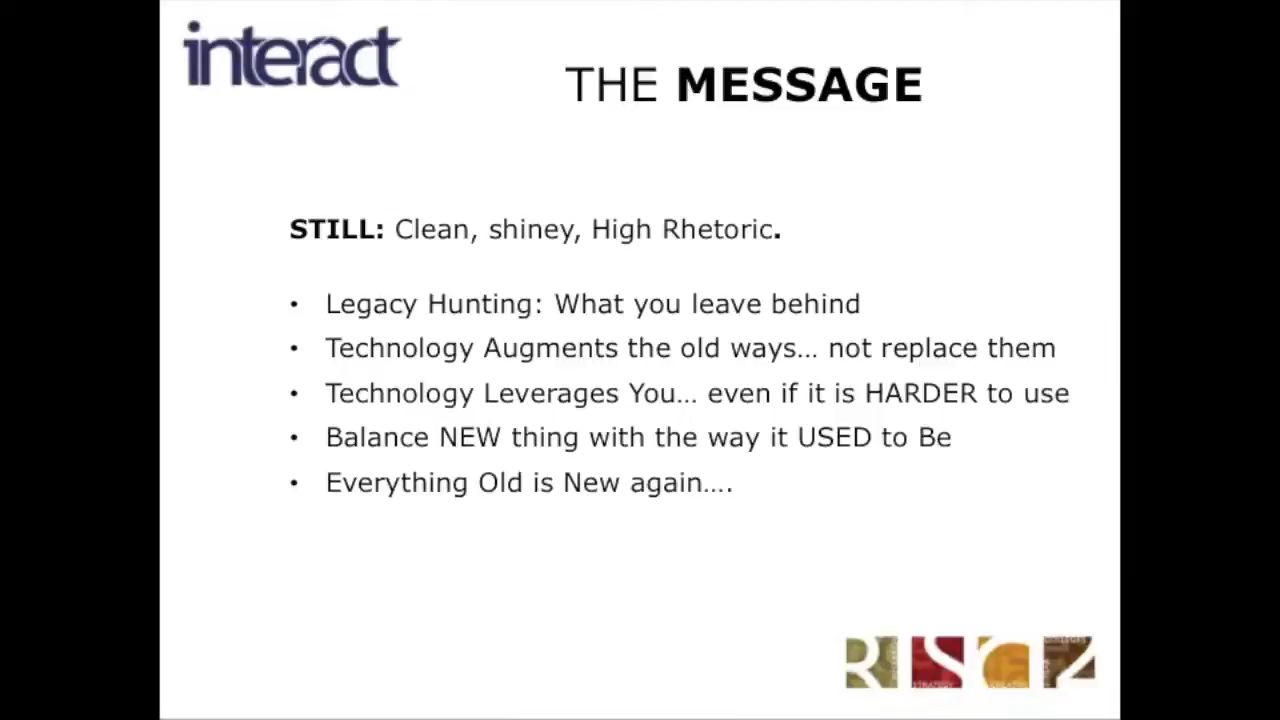 interact
THE MESSAGE
STILL: Clean, shiney, High Rhetoric.
• Legacy Hunting: What you leave behind
• Technology Augments the old ways… not replace them
• Technology Leverages You… even if it is HARDER to use
• Balance NEW thing with the way it USED to Be
• Everything Old is New again….